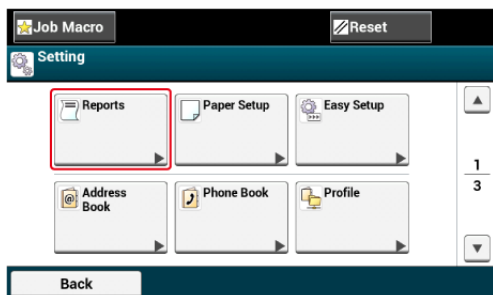 Job Macro
Reset
Setting
Reports
Paper Setup
Easy Setup
Address
Book
Phone Book
Profile
1
3
Back